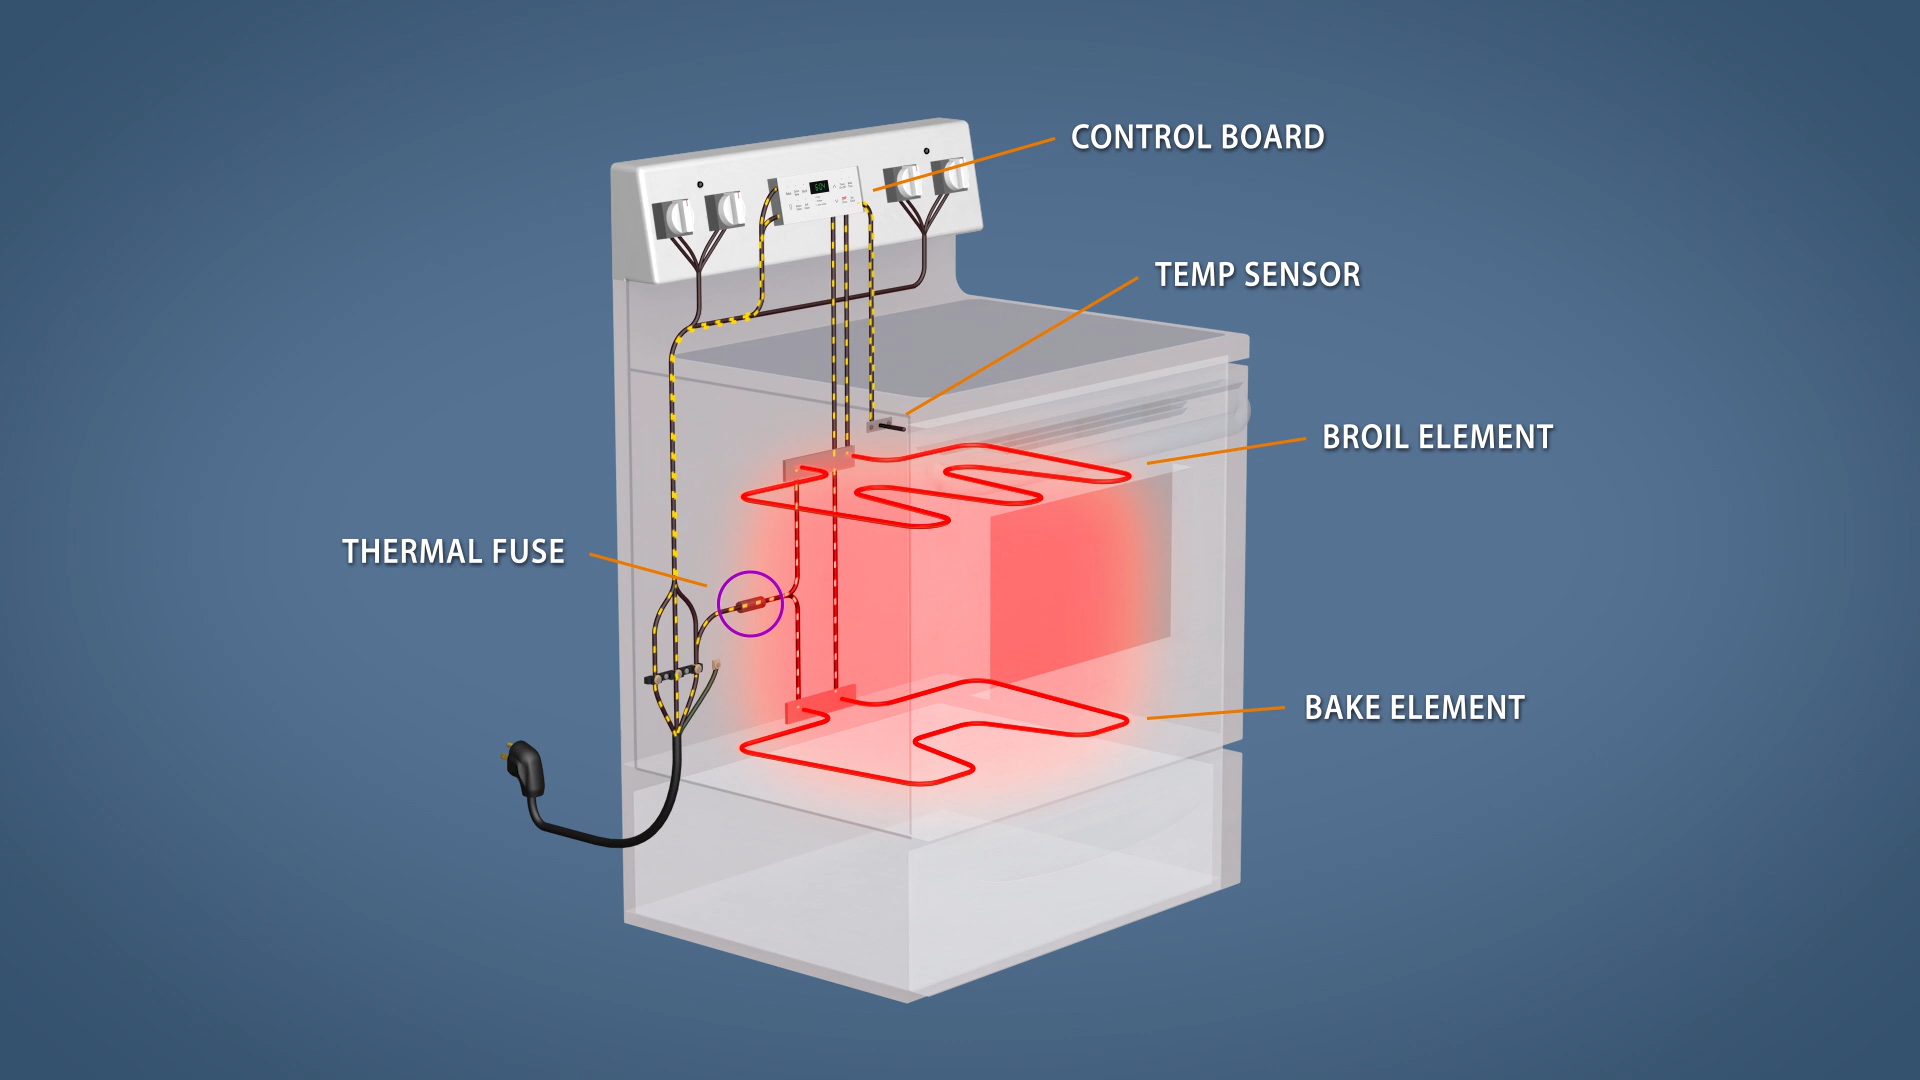 CONTROL BOARD
TEMP SENSOR
BROIL ELEMENT
THERMAL FUSE
BAKE ELEMENT